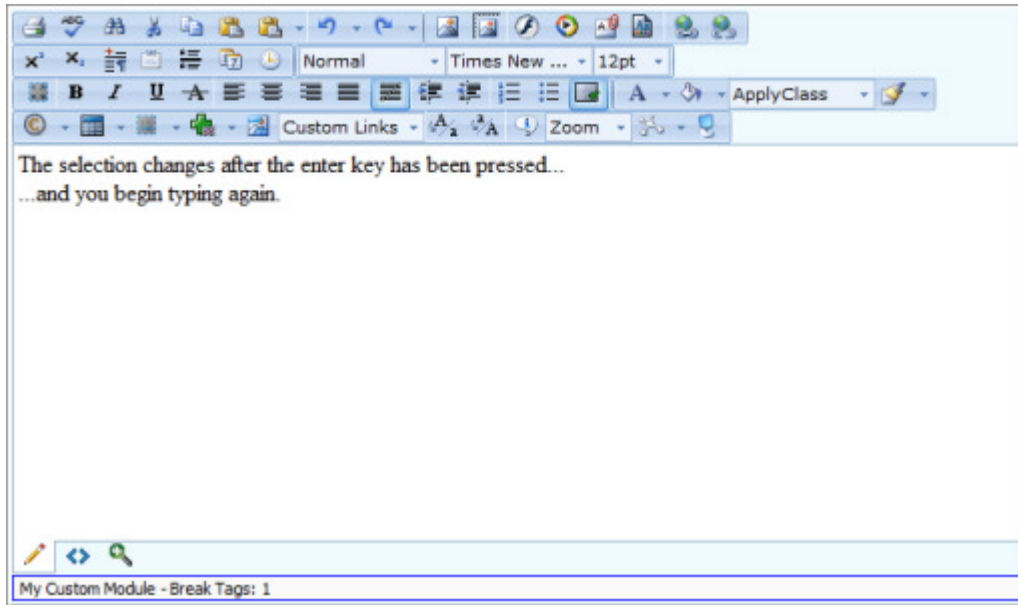 Normal Times New ... 12pt
B I U A A ApplyClass
Custom Links Zoom
The selection changes after the enter key has been pressed...
...and you begin typing again.
My Custom Module - Break Tags: 1